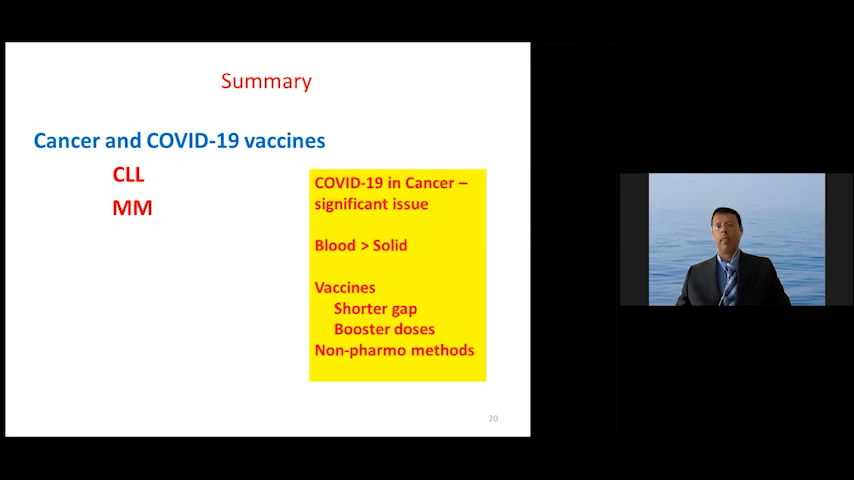 Summary
Cancer and COVID-19 vaccines
CLL
MM
COVID-19 in Cancer –
significant issue
Blood > Solid
Vaccines
Shorter gap
Booster doses
Non-pharmo methods
20